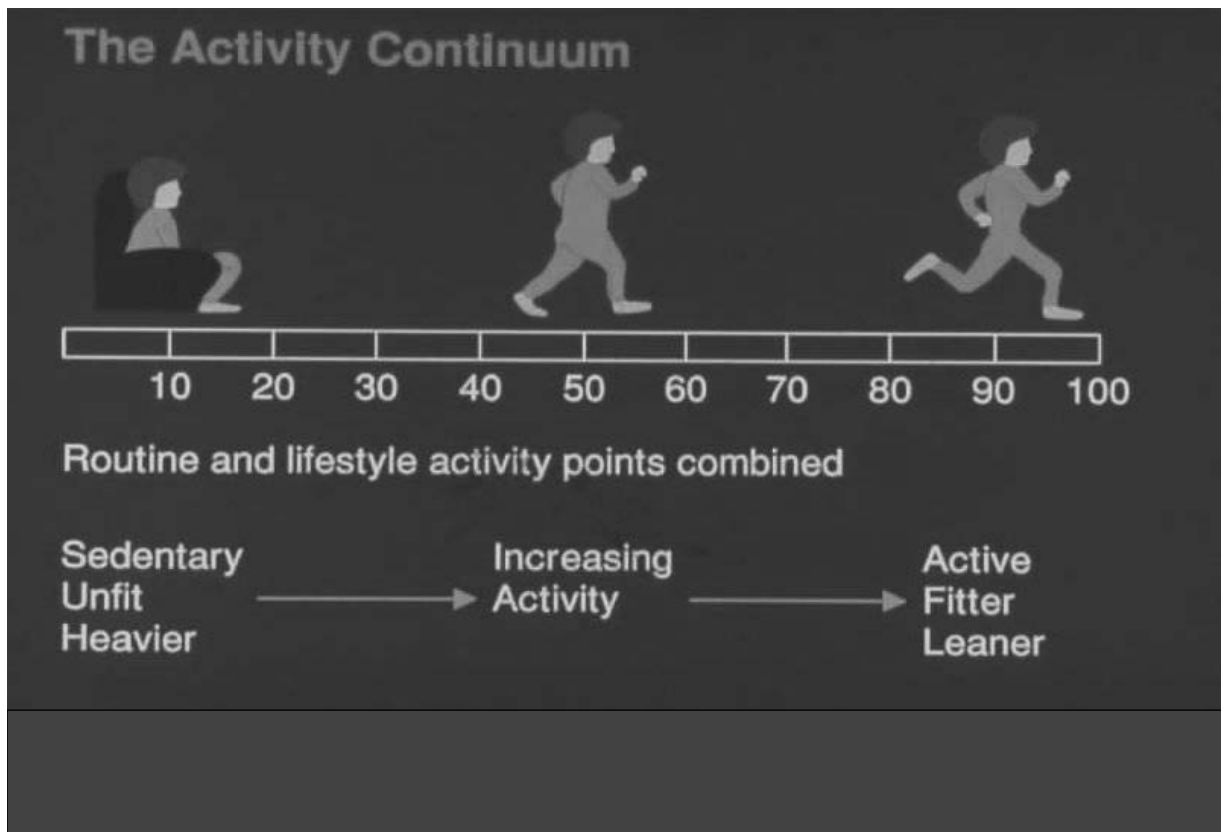 The Activity Continuum
10 20 30 40 50 60 70 80 90 100
Routine and lifestyle activity points combined
Sedentary
Unfit
Heavier
Increasing
Activity
Active
Fitter
Leaner